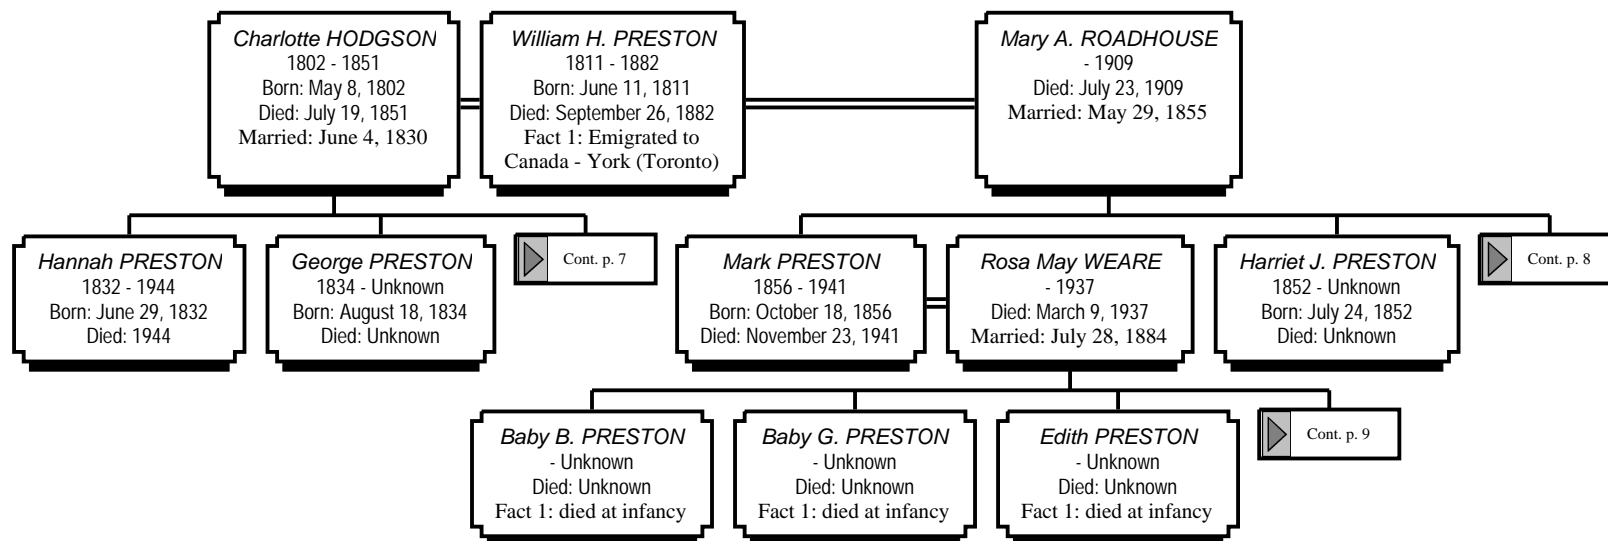 Charlotte HODGSON
1802 - 1851
Born: May 8, 1802
Died: July 19, 1851
Married: June 4, 1830
William H. PRESTON
1811 - 1882
Born: June 11, 1811
Died: September 26, 1882
Fact 1: Emigrated to
Canada - York (Toronto)
Mary A. ROADHOUSE
- 1909
Died: July 23, 1909
Married: May 29, 1855
Hannah PRESTON
1832 - 1944
Born: June 29, 1832
Died: 1944
George PRESTON
1834 - Unknown
Born: August 18, 1834
Died: Unknown
Cont. p. 7
Mark PRESTON
1856 - 1941
Born: October 18, 1856
Died: November 23, 1941
Rosa May WEARE
- 1937
Died: March 9, 1937
Married: July 28, 1884
Harriet J. PRESTON
1852 - Unknown
Born: July 24, 1852
Died: Unknown
Cont. p. 8
Baby B. PRESTON
- Unknown
Died: Unknown
Fact 1: died at infancy
Baby G. PRESTON
- Unknown
Died: Unknown
Fact 1: died at infancy
Edith PRESTON
- Unknown
Died: Unknown
Fact 1: died at infancy
Cont. p. 9